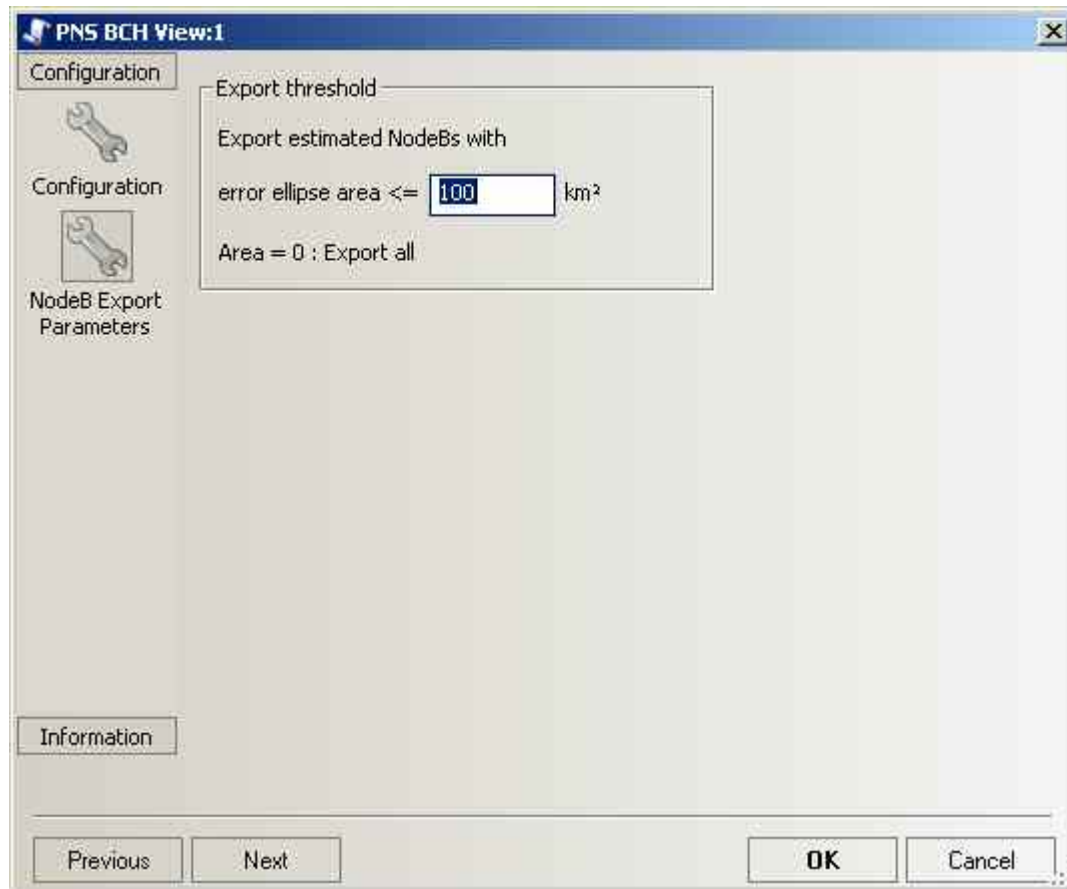 PNS BCH View:1
Configuration
Configuration
NodeB Export
Parameters
Information
Export threshold
Export estimated NodeBs with
error ellipse area <= 100 km²
Area = 0 : Export all
Previous
Next
OK
Cancel